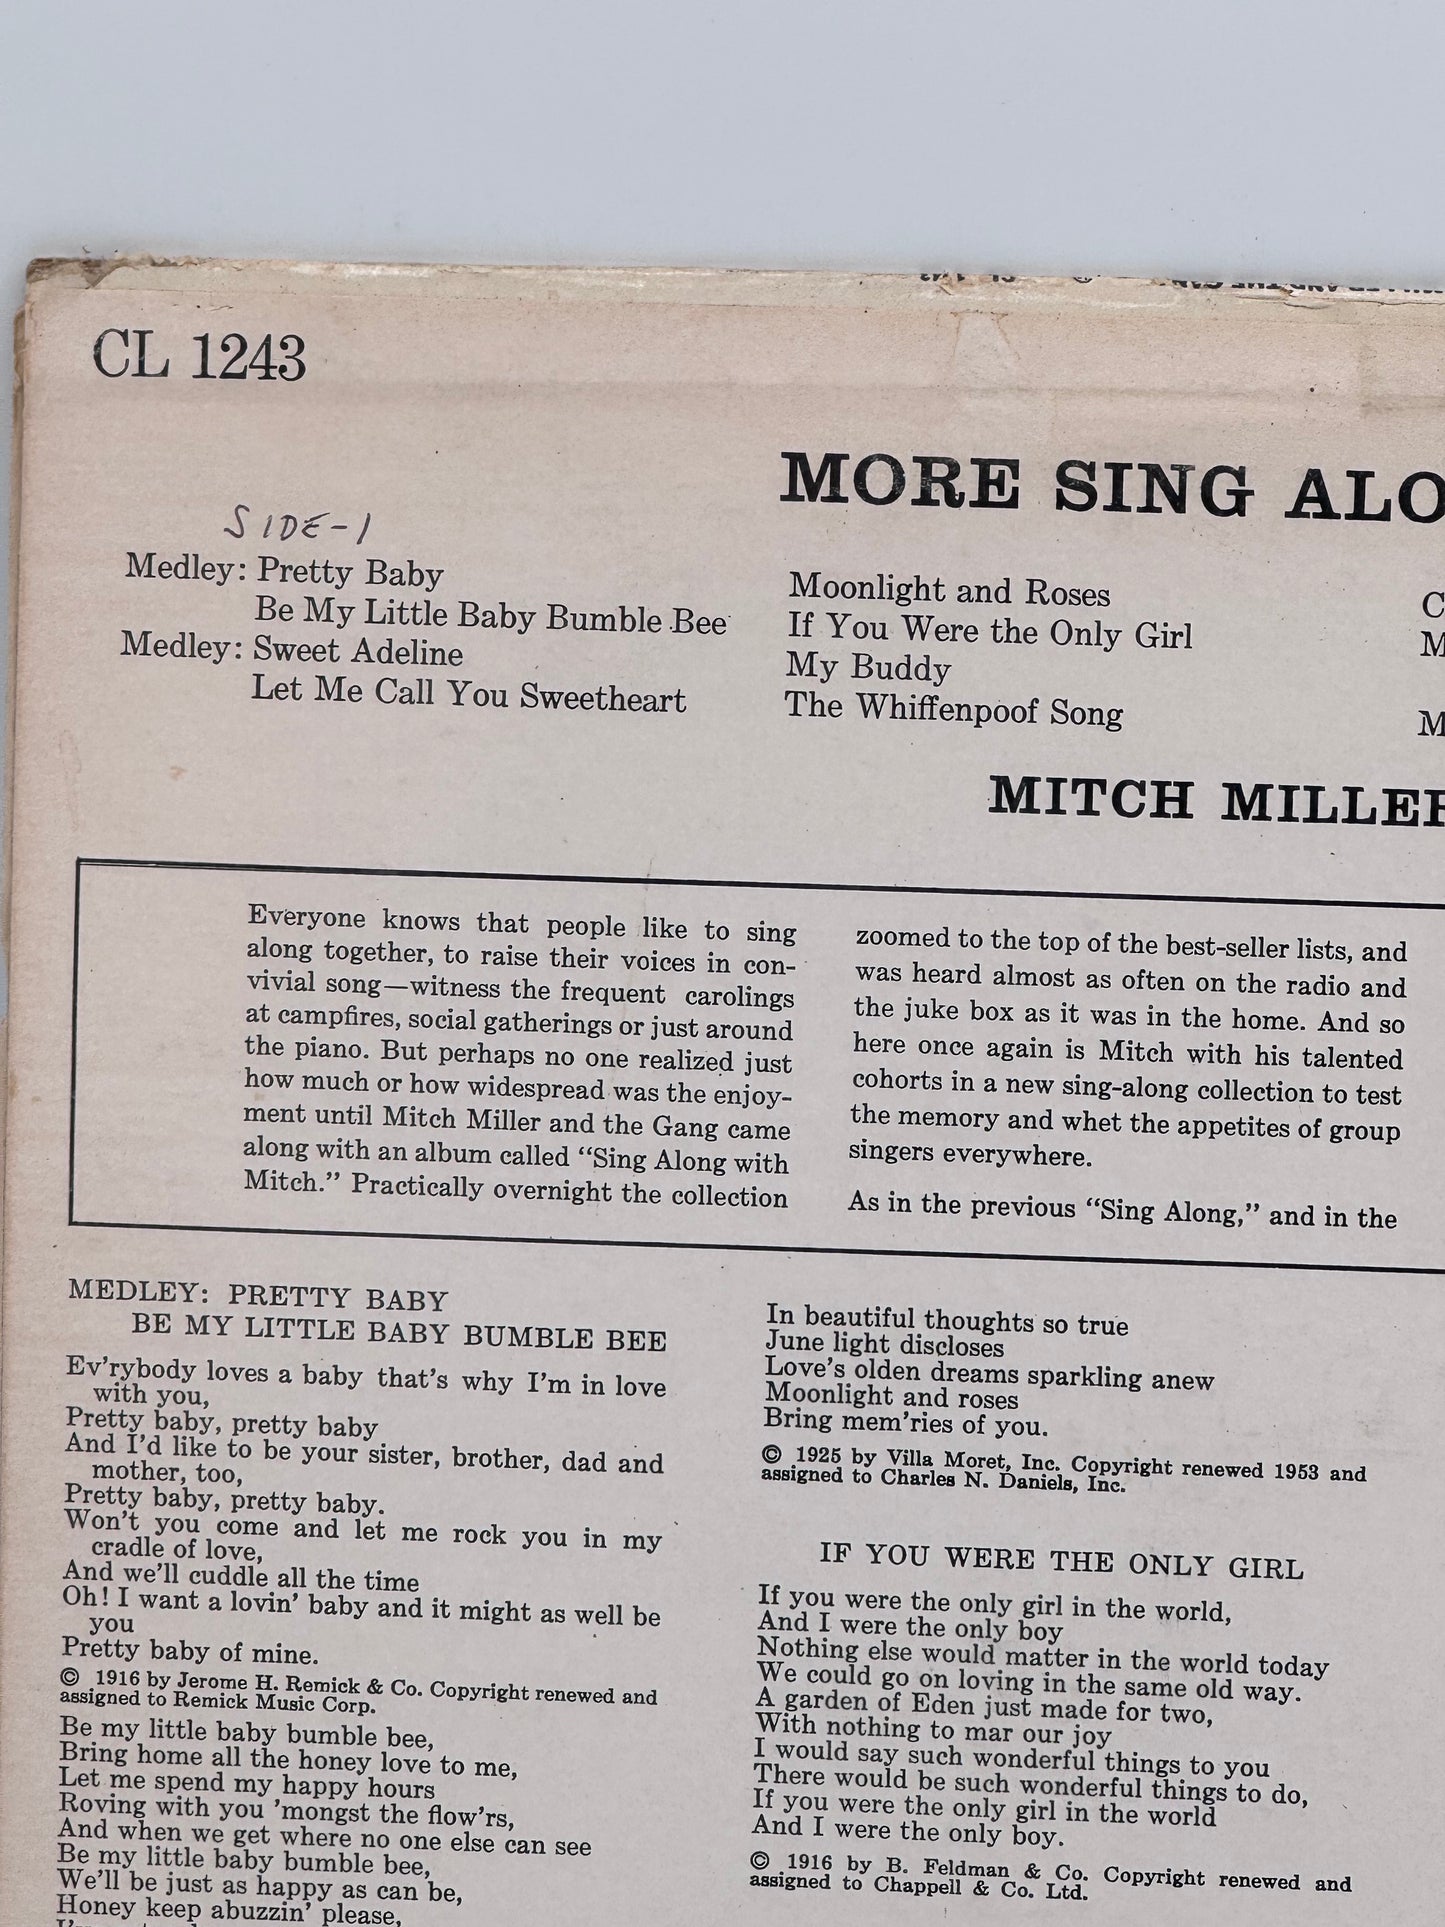 CL 1243
MORE SING ALO
SIDE-1
Medley: Pretty Baby
Be My Little Baby Bumble Bee
Medley: Sweet Adeline
Let Me Call You Sweetheart
Moonlight and Roses
If You Were the Only Girl
My Buddy
The Whiffenpoof Song
C
M
M
MITCH MILLER
Everyone knows that people like to sing
along together, to raise their voices in con-
vivial song—witness the frequent carolings
at campfires, social gatherings or just around
the piano. But perhaps no one realized just
how much or how widespread was the enjoy-
ment until Mitch Miller and the Gang came
along with an album called “Sing Along with
Mitch.” Practically overnight the collection
zoomed to the top of the best-seller lists, and
was heard almost as often on the radio and
the juke box as it was in the home. And so
here once again is Mitch with his talented
cohorts in a new sing-along collection to test
the memory and whet the appetites of group
singers everywhere.
As in the previous “Sing Along,” and in the
MEDLEY: PRETTY BABY
BE MY LITTLE BABY BUMBLE BEE
Ev'rybody loves a baby that's why I'm in love
with you,
Pretty baby, pretty baby
And I'd like to be your sister, brother, dad and
mother, too,
Pretty baby, pretty baby.
Won't you come and let me rock you in my
cradle of love,
And we'll cuddle all the time
Oh! I want a lovin' baby and it might as well be
you
Pretty baby of mine.
© 1916 by Jerome H. Remick & Co. Copyright renewed and
assigned to Remick Music Corp.
Be my little baby bumble bee,
Bring home all the honey love to me,
Let me spend my happy hours
Roving with you 'mongst the flow'rs,
And when we get where no one else can see
Be my little baby bumble bee,
We'll be just as happy as can be,
Honey keep abuzzin' please,
In beautiful thoughts so true
June light discloses
Love's olden dreams sparkling anew
Moonlight and roses
Bring mem'ries of you.
© 1925 by Villa Moret, Inc. Copyright renewed 1953 and
assigned to Charles N. Daniels, Inc.
IF YOU WERE THE ONLY GIRL
If you were the only girl in the world,
And I were the only boy
Nothing else would matter in the world today
We could go on loving in the same old way.
A garden of Eden just made for two,
With nothing to mar our joy
I would say such wonderful things to you
There would be such wonderful things to do,
If you were the only girl in the world
And I were the only boy.
© 1916 by B. Feldman & Co. Copyright renewed and
assigned to Chappell & Co. Ltd.